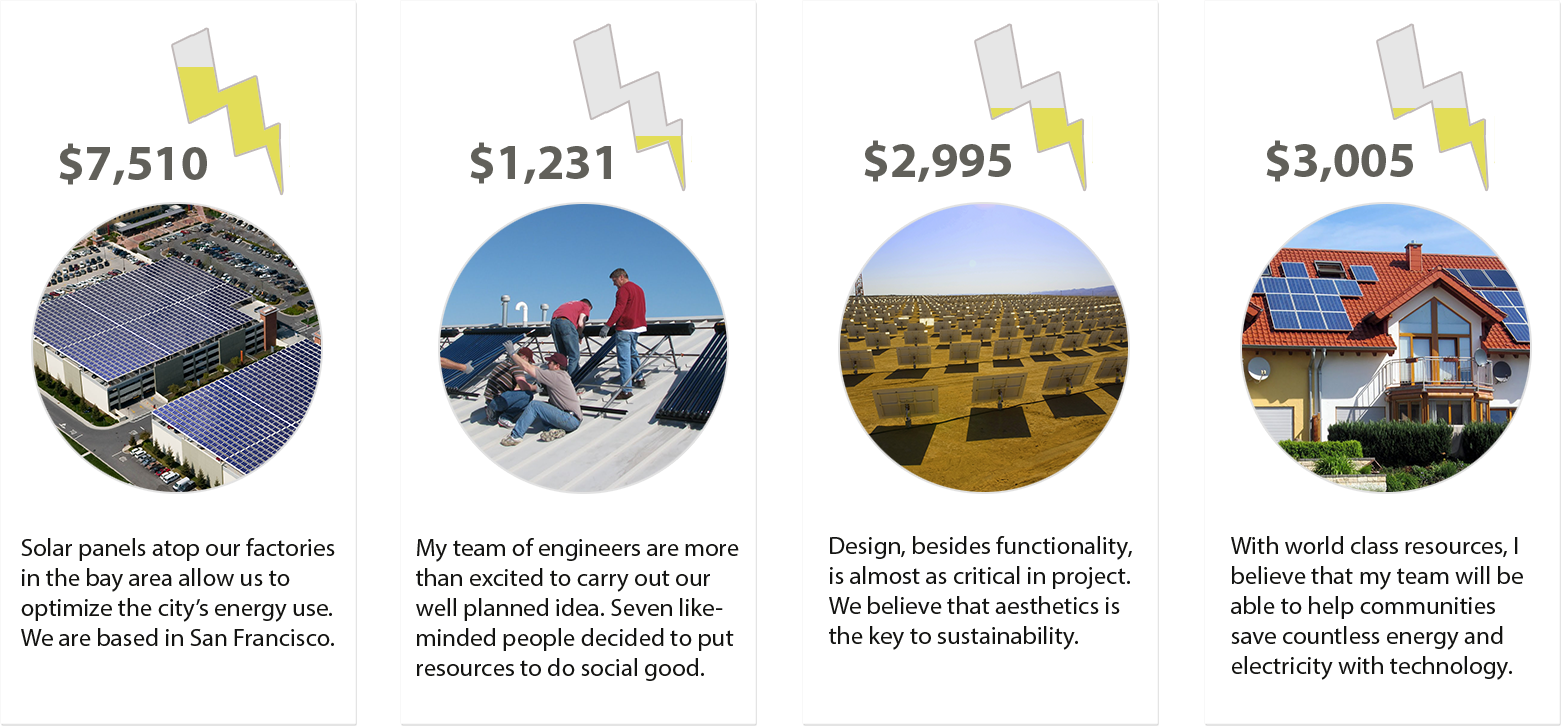 $7,510
Solar panels atop our factories
in the bay area allow us to
optimize the city’s energy use.
We are based in San Francisco.
$1,231
My team of engineers are more
than excited to carry out our
well planned idea. Seven like-
minded people decided to put
resources to do social good.
$2,995
Design, besides functionality,
is almost as critical in project.
We believe that aesthetics is
the key to sustainability.
$3,005
With world class resources, I
believe that my team will be
able to help communities
save countless energy and
electricity with technology.